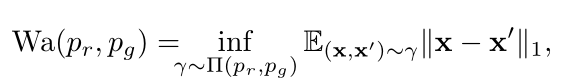 Wa(p_r, p_g) = inf_{γ∼Π(p_r,p_g)} 𝔼_{(𝐱,𝐱′)∼γ} ‖𝐱 − 𝐱′‖_1,